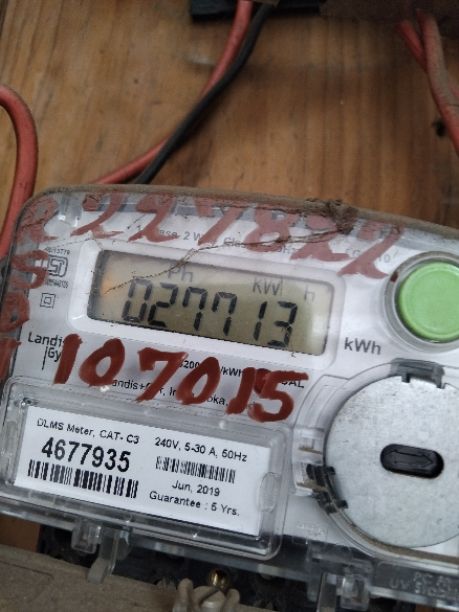 227822
Ph kW h
027713
kWh
Landis
Gyr
107015
DLMS Meter, CAT- C3 240V, 5-30 A, 50Hz
4677935
Jun, 2019
Guarantee : 5 Yrs.